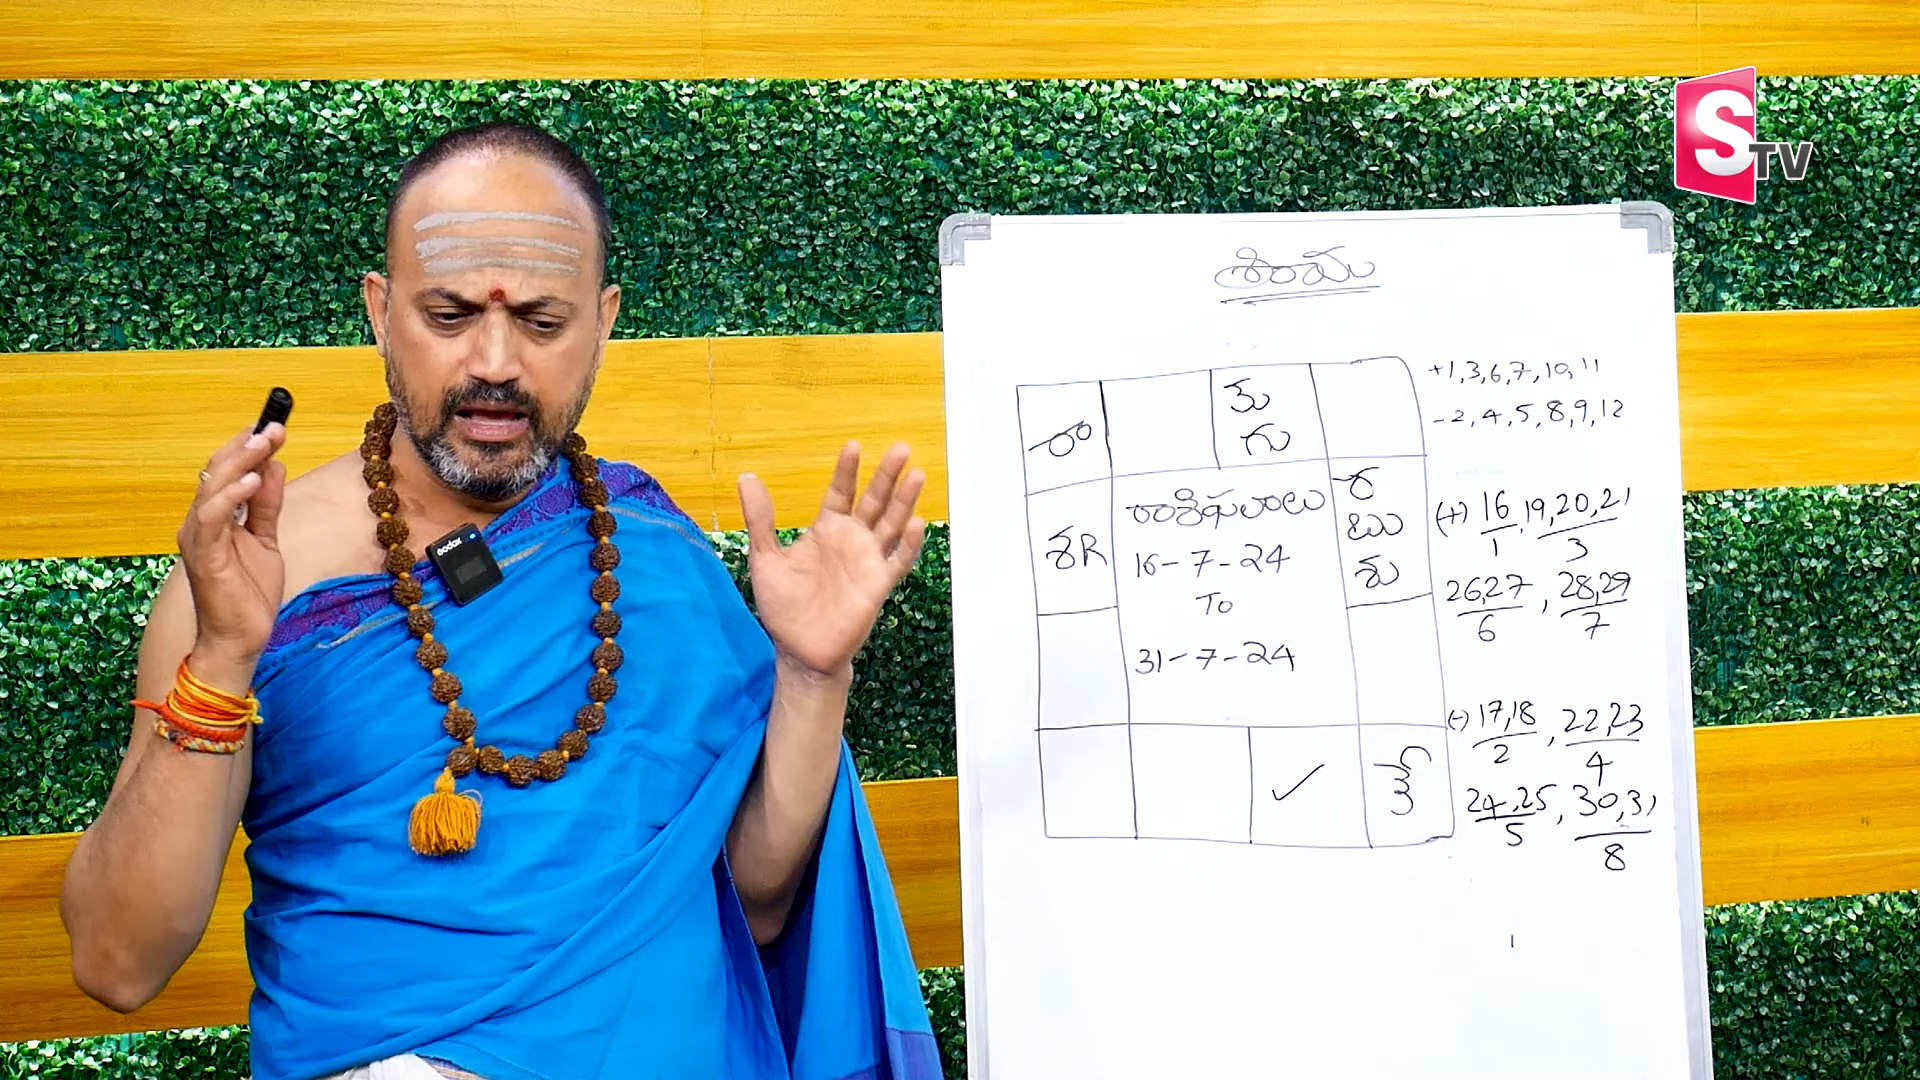 STV
Godox
శ్రీరామ
+1,3,6,7,10,11
-2,4,5,8,9,12
రా
కు
గు
ర
బు
శు
శR
రాశిఫలాలు
16-7-24
To
31-7-24
(+) 16, 19,20,21
1 3
26,27, 28,29
6 7
(-) 17,18, 22,23
2 4
24,25, 30,31
5 8
కే
✓